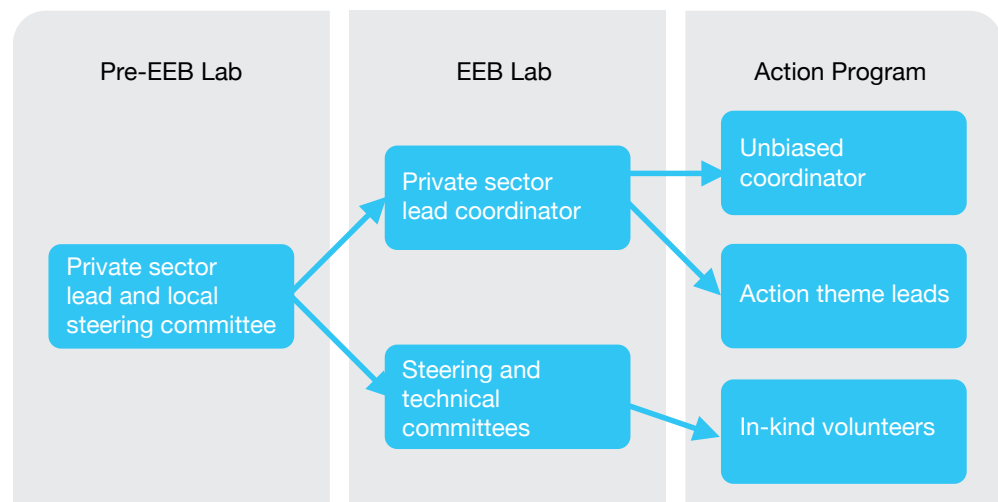 Pre-EEB Lab
EEB Lab
Action Program
Private sector
lead and local
steering committee
Private sector
lead coordinator
Steering and
technical
committees
Unbiased
coordinator
Action theme leads
In-kind volunteers